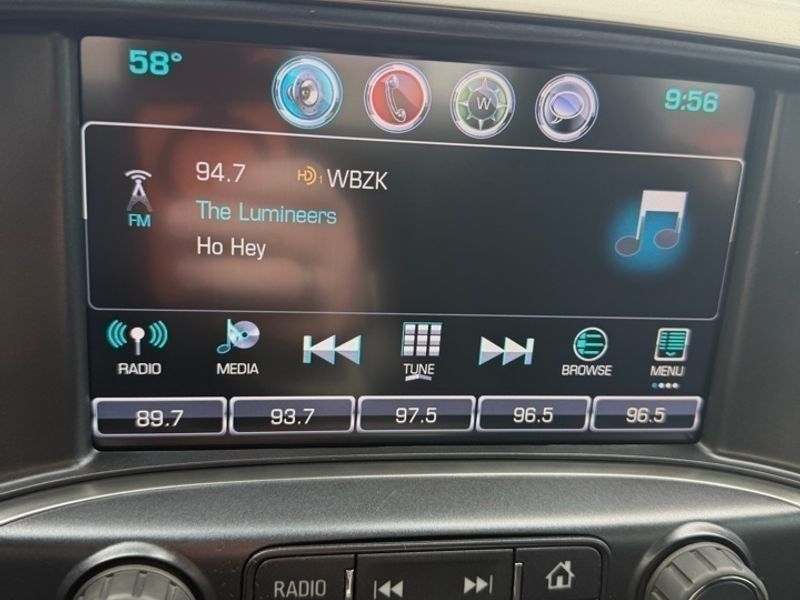 58°
W
9:56
94.7 HD1 WBZK
FM
The Lumineers
Ho Hey
RADIO MEDIA TUNE BROWSE MENU
89.7 93.7 97.5 96.5 96.5
RADIO